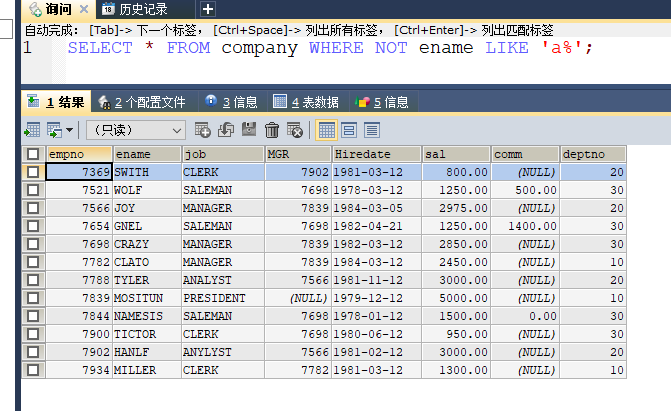 询问 历史记录
自动完成: [Tab]-> 下一个标签, [Ctrl+Space]-> 列出所有标签, [Ctrl+Enter]-> 列出匹配标签
1 SELECT * FROM company WHERE NOT ename LIKE 'a%';
1 结果 2 个配置文件 3 信息 4 表数据 5 信息
(只读)
empno ename job MGR Hiredate sal comm deptno
7369 SWITH CLERK 7902 1981-03-12 800.00 (NULL) 20
7521 WOLF SALEMAN 7698 1978-03-12 1250.00 500.00 30
7566 JOY MANAGER 7839 1984-03-05 2975.00 (NULL) 20
7654 GNEL SALEMAN 7698 1982-04-21 1250.00 1400.00 30
7698 CRAZY MANAGER 7839 1982-03-12 2850.00 (NULL) 30
7782 CLATO MANAGER 7839 1984-03-12 2450.00 (NULL) 10
7788 TYLER ANALYST 7566 1981-11-12 3000.00 (NULL) 20
7839 MOSITUN PRESIDENT (NULL) 1979-12-12 5000.00 (NULL) 10
7844 NAMESIS SALEMAN 7698 1978-01-12 1500.00 0.00 30
7900 TICTOR CLERK 7698 1980-06-12 950.00 (NULL) 30
7902 HANLF ANYLYST 7566 1981-02-12 3000.00 (NULL) 20
7934 MILLER CLERK 7782 1981-03-12 1300.00 (NULL) 10